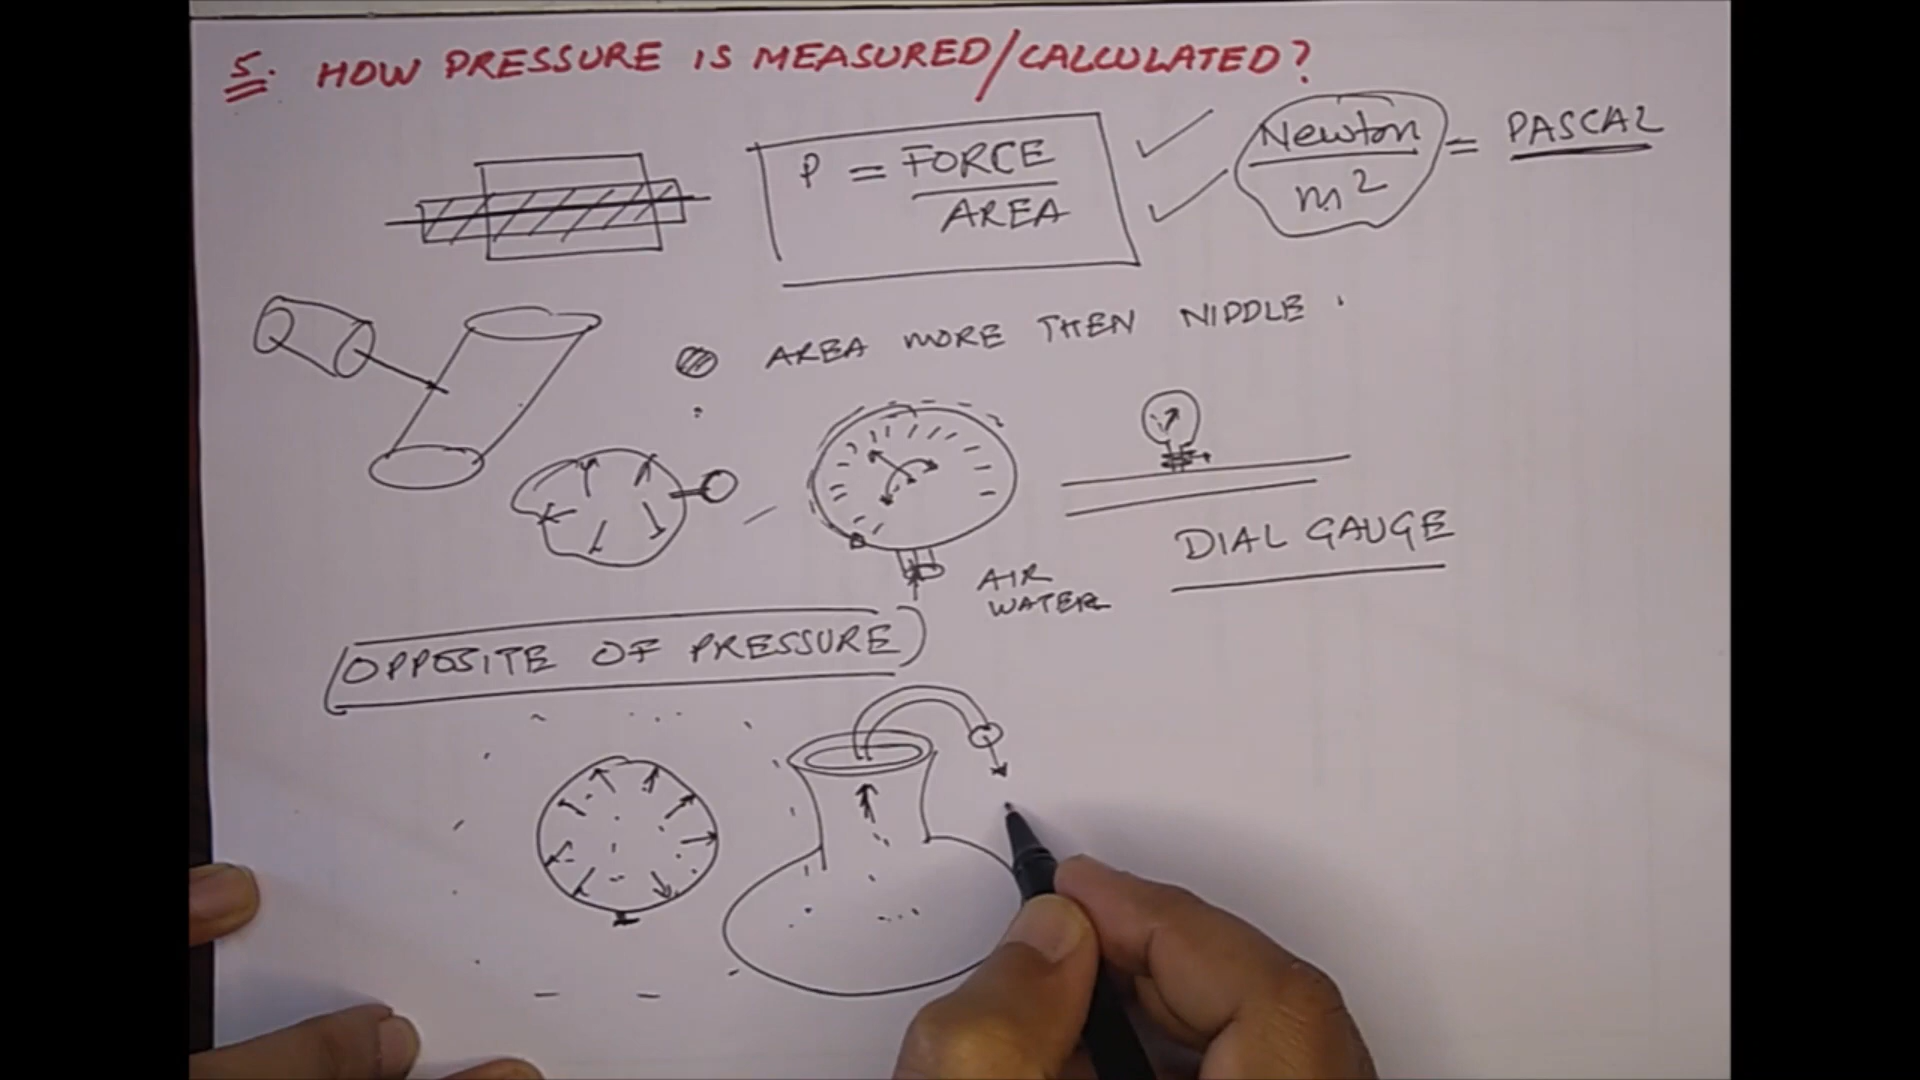 5. HOW PRESSURE IS MEASURED/CALCULATED?
P = FORCE
AREA
Newton
m²
= PASCAL
AREA MORE THEN NIDDLE
DIAL GAUGE
AIR
WATER
OPPOSITE OF PRESSURE